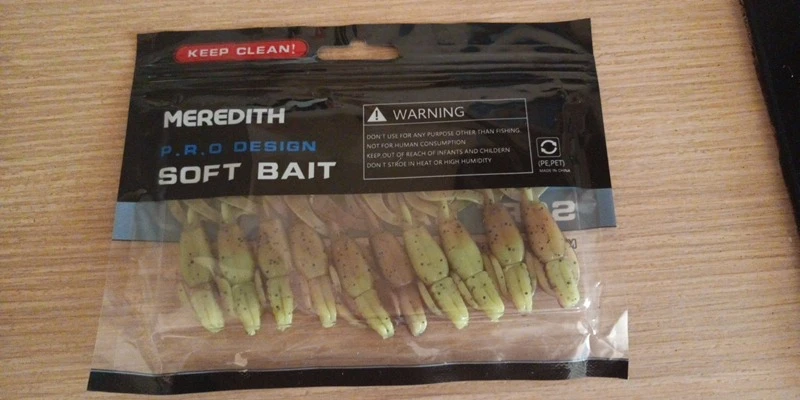 KEEP CLEAN!
MEREDITH
P.R.O DESIGN
SOFT BAIT
WARNING
DON'T USE FOR ANY PURPOSE OTHER THAN FISHING
NOT FOR HUMAN CONSUMPTION
KEEP OUT OF REACH OF INFANTS AND CHILDERN
DON'T STROE IN HEAT OR HIGH HUMIDITY
(PE,PET)
MADE IN CHINA